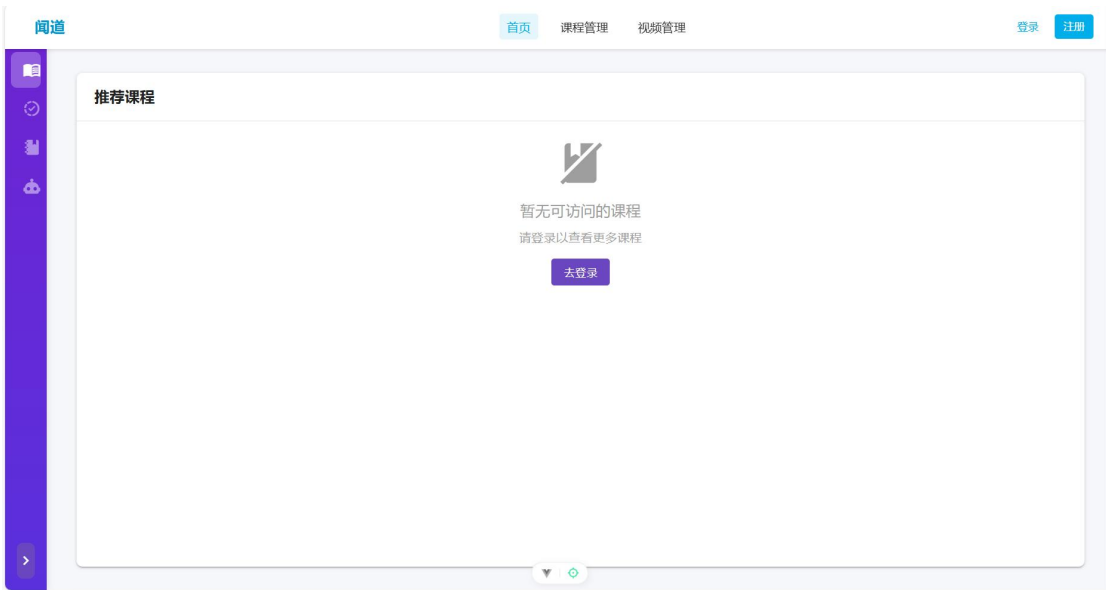 闻道
首页 课程管理 视频管理
登录 注册
推荐课程
暂无可访问的课程
请登录以查看更多课程
去登录